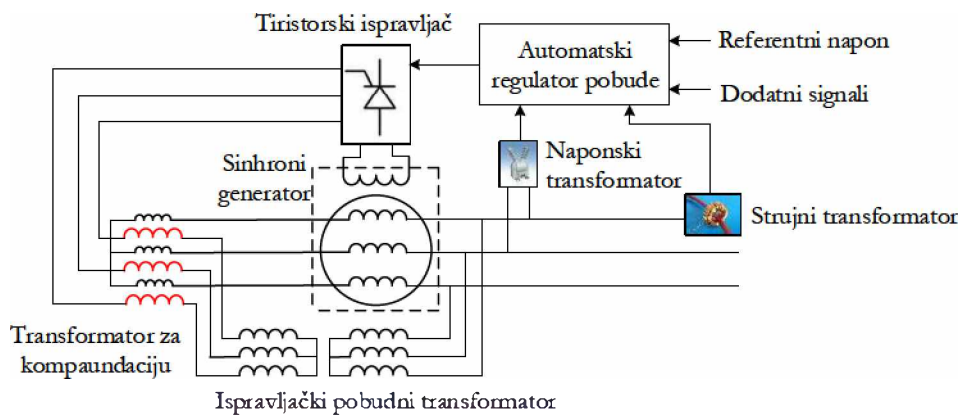 Tiristorski ispravljač
Automatski
regulator pobude
Referentni napon
Dodatni signali
Sinhroni
generator
Naponski
transformator
Strujni transformator
Transformator za
kompaundaciju
Ispravljački pobudni transformator